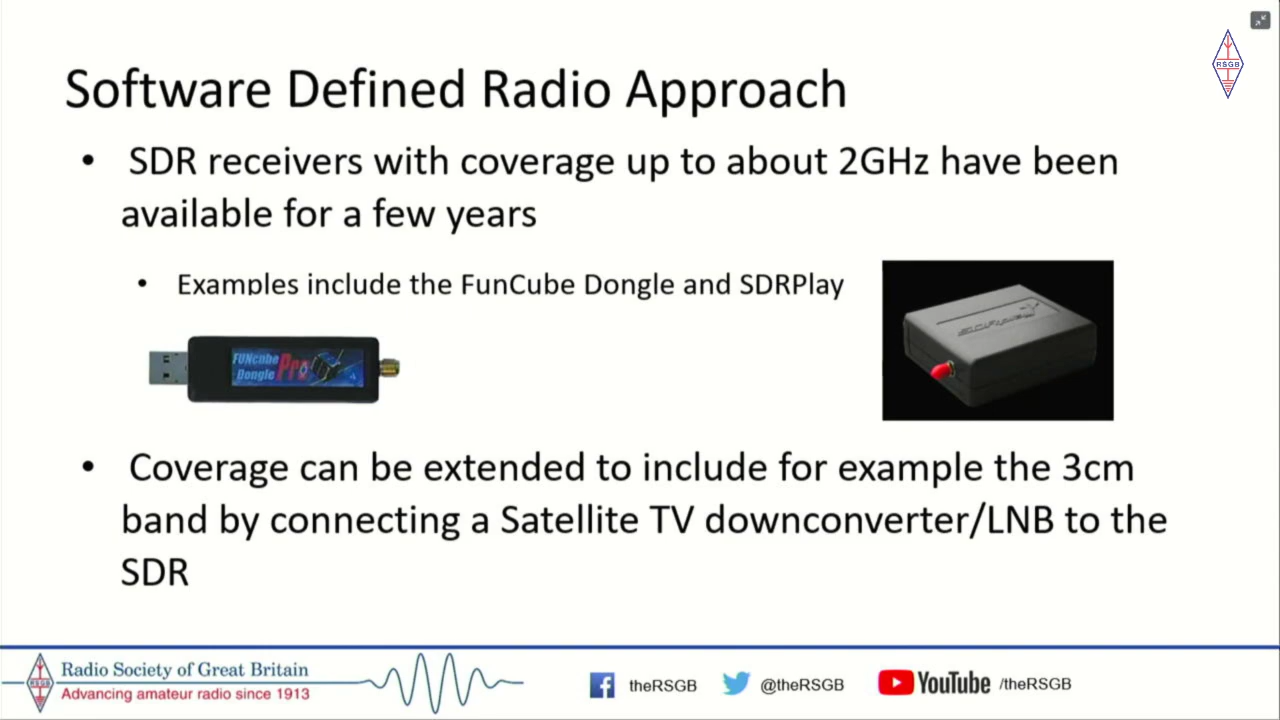 RSGB
Software Defined Radio Approach
• SDR receivers with coverage up to about 2GHz have been
available for a few years
• Examples include the FunCube Dongle and SDRPlay
FUNcube
Dongle Pro
SDRplay
• Coverage can be extended to include for example the 3cm
band by connecting a Satellite TV downconverter/LNB to the
SDR
RSGB
Radio Society of Great Britain
Advancing amateur radio since 1913
theRSGB
@theRSGB
YouTube /theRSGB